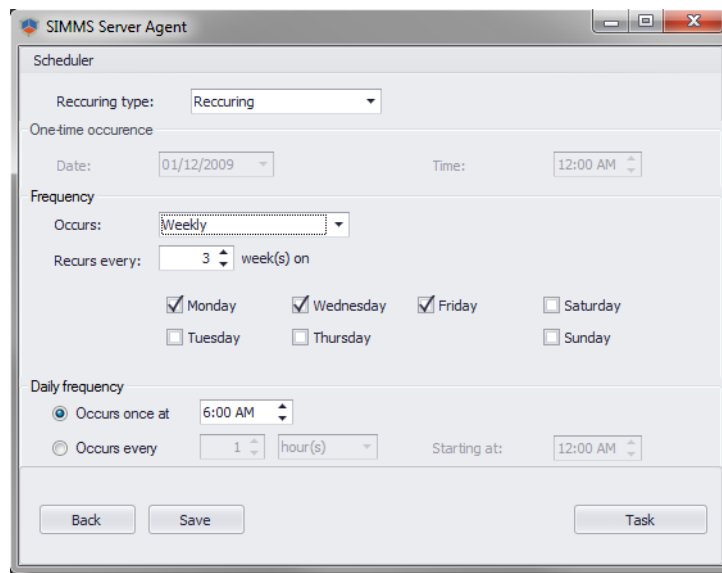 SIMMS Server Agent
Scheduler
Reccuring type: Reccuring
One-time occurence
Date: 01/12/2009 Time: 12:00 AM
Frequency
Occurs: Weekly
Recurs every: 3 week(s) on
Monday Wednesday Friday Saturday
Tuesday Thursday Sunday
Daily frequency
Occurs once at 6:00 AM
Occurs every 1 hour(s) Starting at: 12:00 AM
Back Save Task